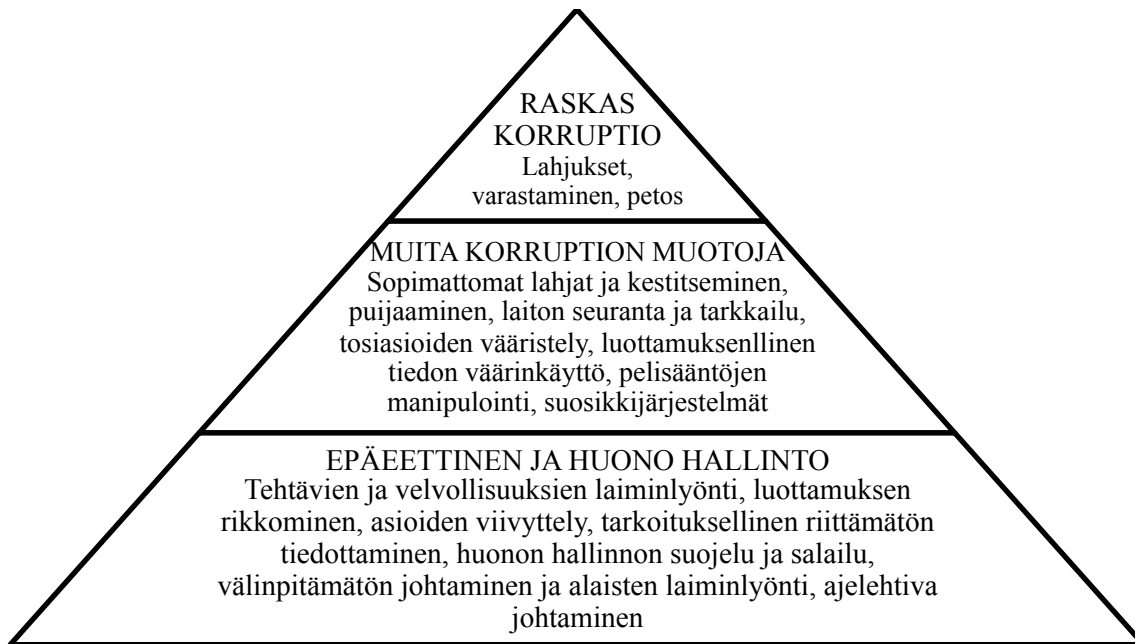 RASKAS
KORRUPTIO
Lahjukset,
varastaminen, petos
MUITA KORRUPTION MUOTOJA
Sopimattomat lahjat ja kestitseminen,
puijaaminen, laiton seuranta ja tarkkailu,
tosiasioiden vääristely, luottamuksenllinen
tiedon väärinkäyttö, pelisääntöjen
manipulointi, suosikkijärjestelmät
EPÄEETTINEN JA HUONO HALLINTO
Tehtävien ja velvollisuuksien laiminlyönti, luottamuksen
rikkominen, asioiden viivyttely, tarkoituksellinen riittämätön
tiedottaminen, huonon hallinnon suojelu ja salailu,
välinpitämätön johtaminen ja alaisten laiminlyönti, ajelehtiva
johtaminen